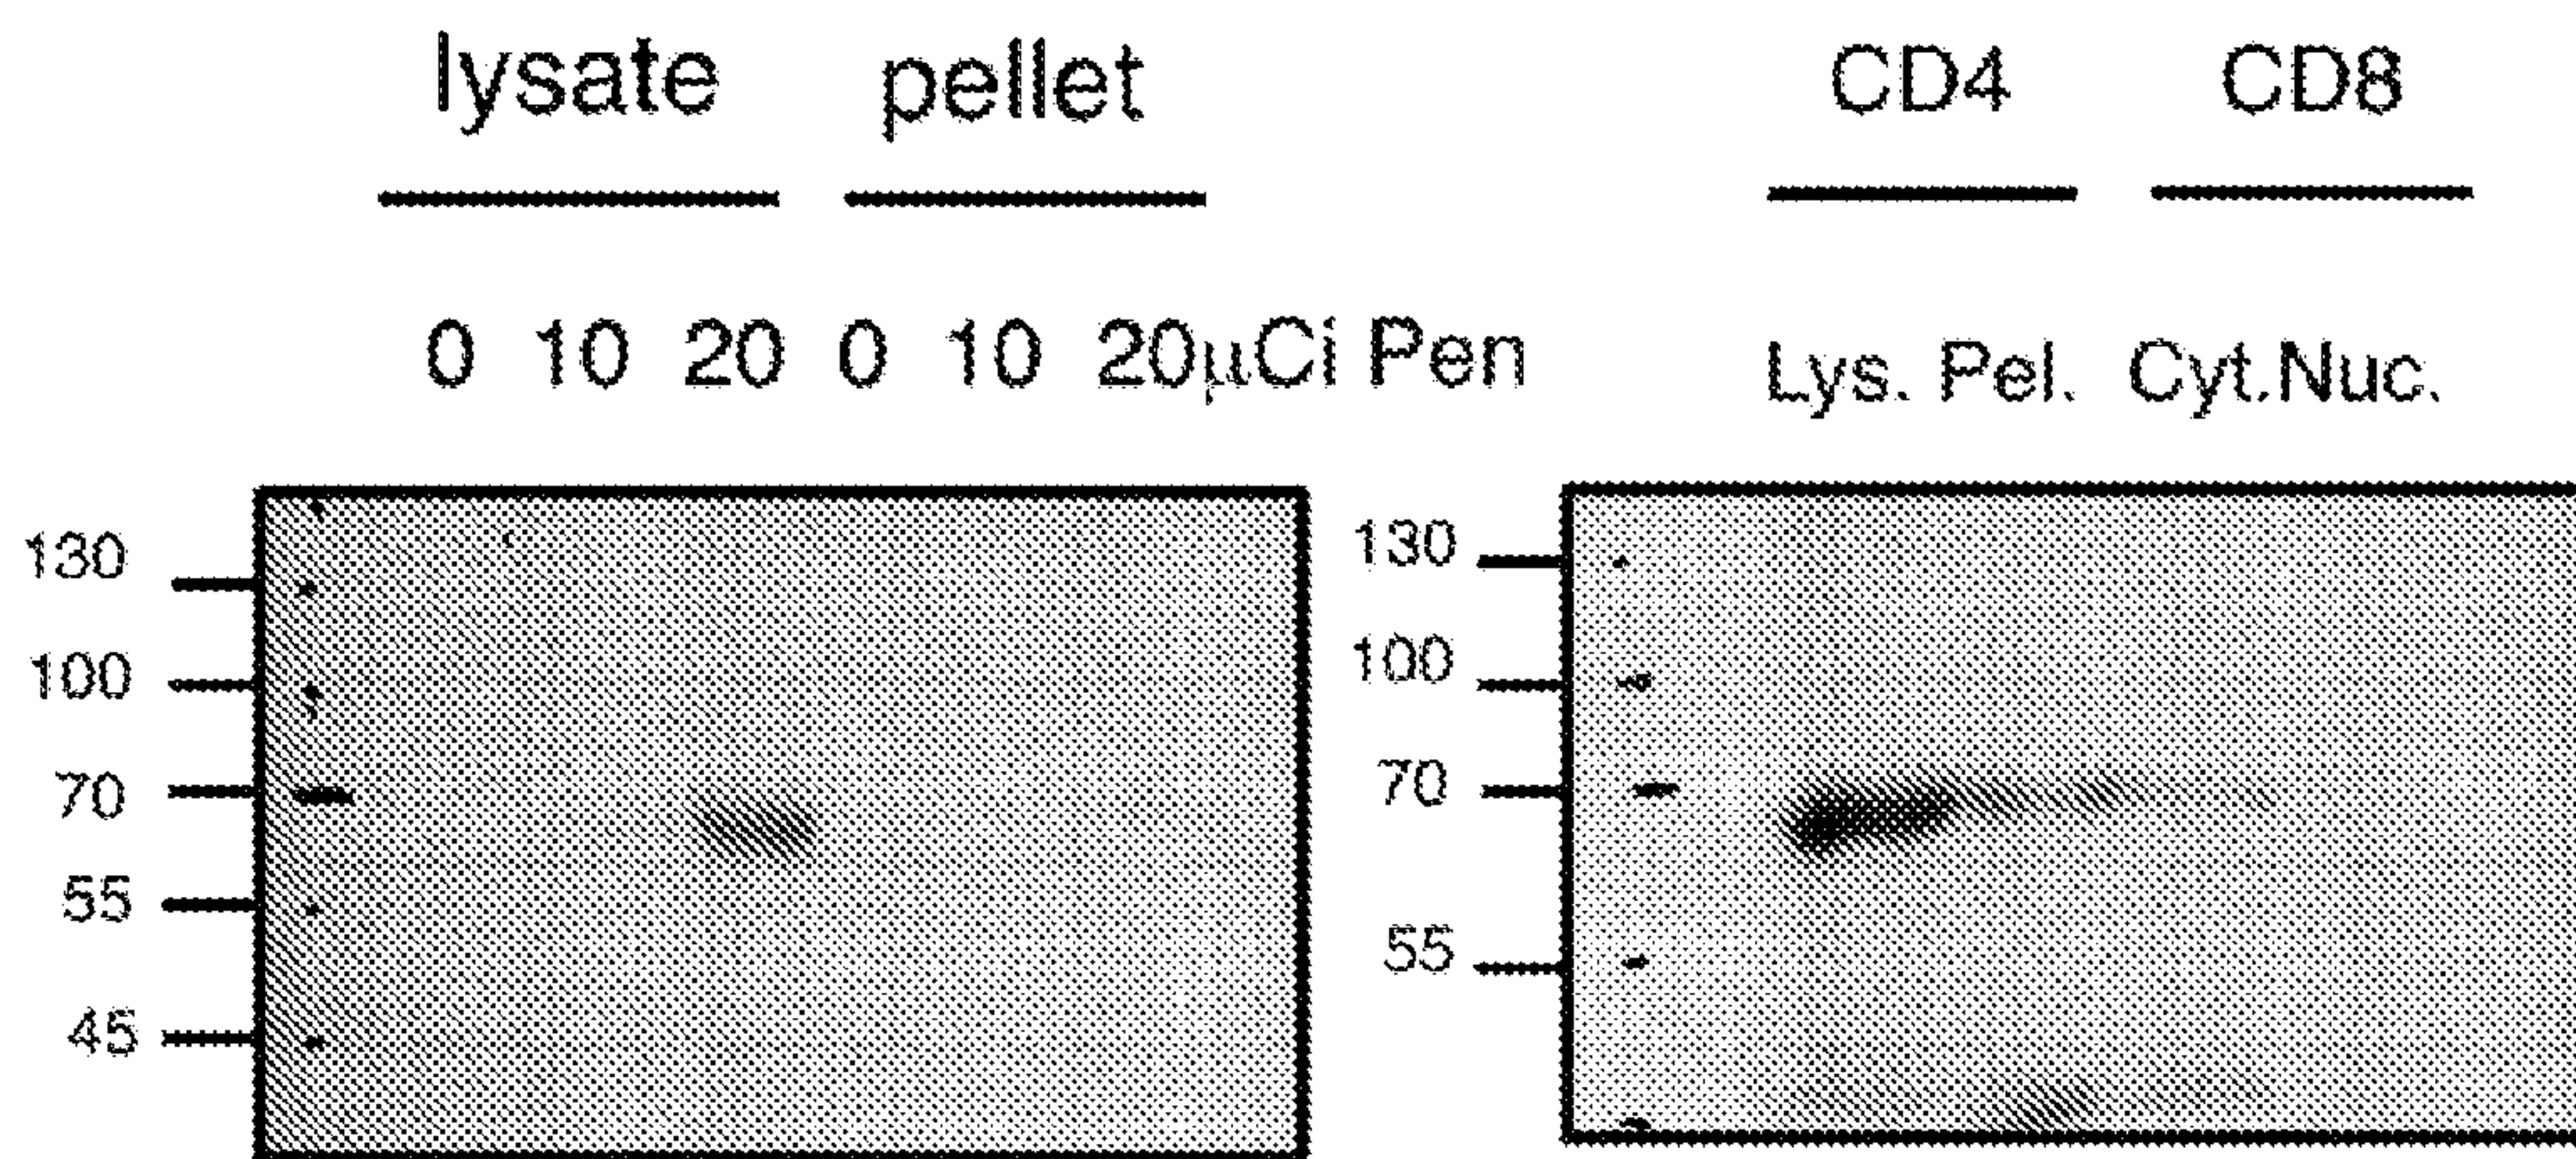 lysate pellet CD4 CD8
0 10 20 0 10 20μCi Pen
Lys. Pel. Cyt.Nuc.
130 130
100 100
70 70
55 55
45